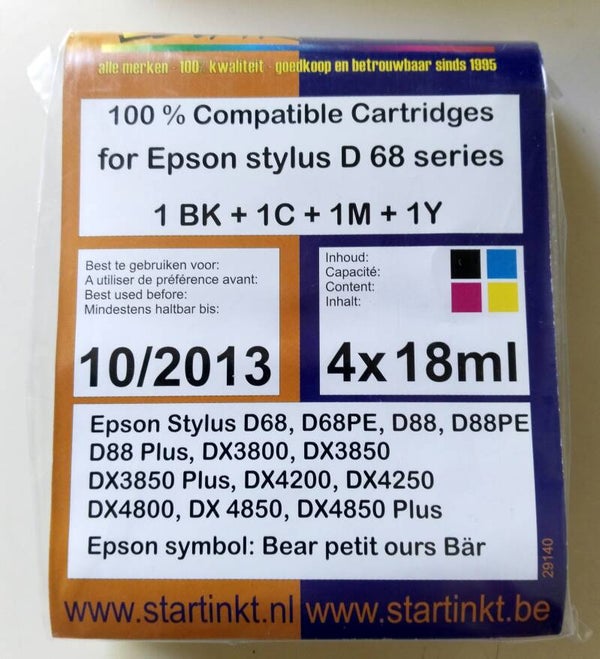 alle merken - 100% kwaliteit - goedkoop en betrouwbaar sinds 1995
100 % Compatible Cartridges
for Epson stylus D 68 series
1 BK + 1C + 1M + 1Y
Best te gebruiken voor:
A utiliser de préférence avant:
Best used before:
Mindestens haltbar bis:
10/2013
Inhoud:
Capacité:
Content:
Inhalt:
4x 18ml
Epson Stylus D68, D68PE, D88, D88PE
D88 Plus, DX3800, DX3850
DX3850 Plus, DX4200, DX4250
DX4800, DX 4850, DX4850 Plus
Epson symbol: Bear petit ours Bär
29140
www.startinkt.nl www.startinkt.be